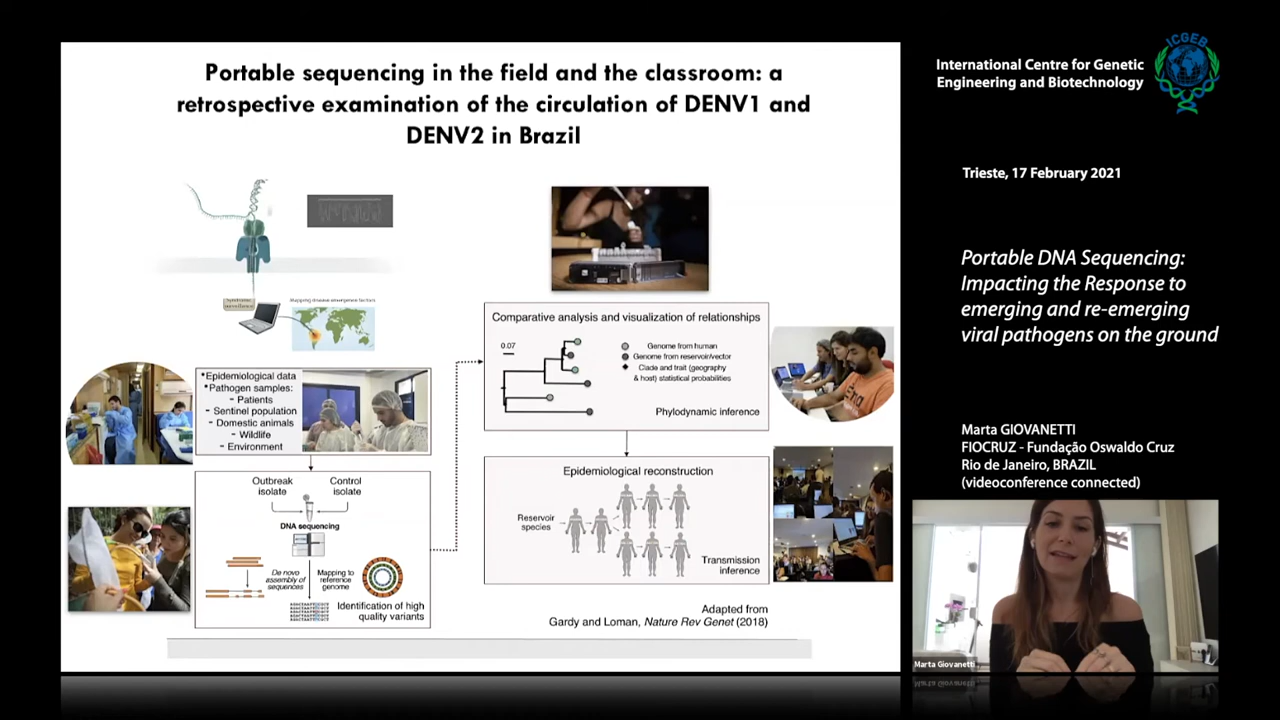 Portable sequencing in the field and the classroom: a
retrospective examination of the circulation of DENV1 and
DENV2 in Brazil
Mapping disease emergence factors
•Epidemiological data
•Pathogen samples:
- Patients
- Sentinel population
- Domestic animals
- Wildlife
- Environment
Outbreak
isolate
Control
isolate
DNA sequencing
De novo
assembly of
sequences
Mapping to
reference
genome
Identification of high
quality variants
Comparative analysis and visualization of relationships
0.07
Genome from human
Genome from reservoir/vector
Clade and trait (geography
& host) statistical probabilities
Phylodynamic inference
Epidemiological reconstruction
Reservoir
species
Transmission
inference
Adapted from
Gardy and Loman, Nature Rev Genet (2018)
International Centre for Genetic
Engineering and Biotechnology
ICGEB
Trieste, 17 February 2021
Portable DNA Sequencing:
Impacting the Response to
emerging and re-emerging
viral pathogens on the ground
Marta GIOVANETTI
FIOCRUZ - Fundação Oswaldo Cruz
Rio de Janeiro, BRAZIL
(videoconference connected)
Marta Giovanetti